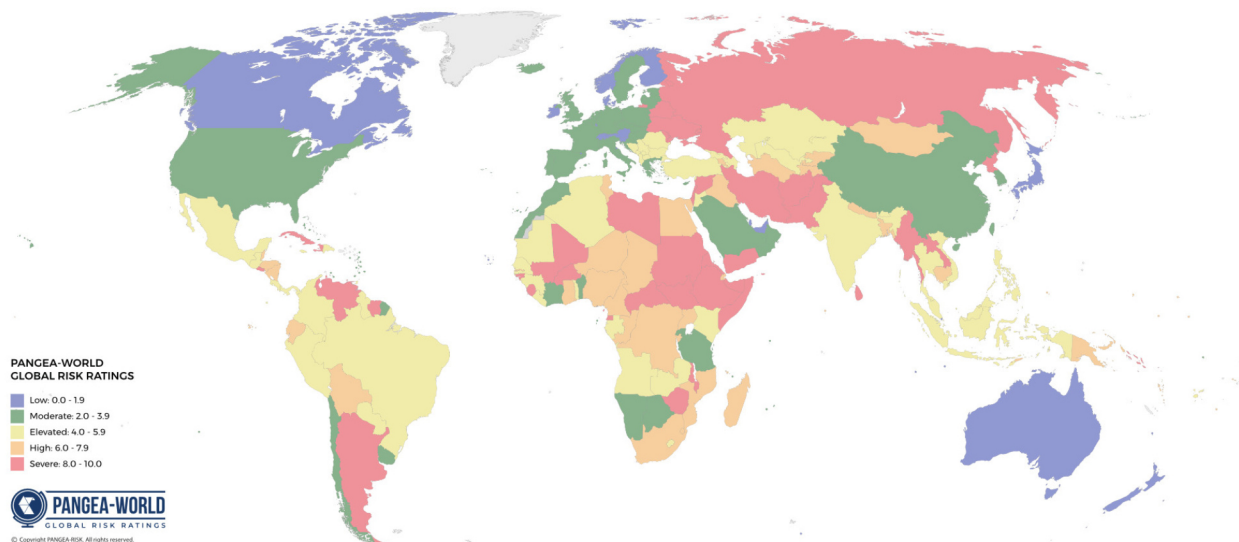 PANGEA-WORLD
GLOBAL RISK RATINGS
Low: 0.0 - 1.9
Moderate: 2.0 - 3.9
Elevated: 4.0 - 5.9
High: 6.0 - 7.9
Severe: 8.0 - 10.0
PANGEA-WORLD
GLOBAL RISK RATINGS
© Copyright PANGEA-RISK. All rights reserved.